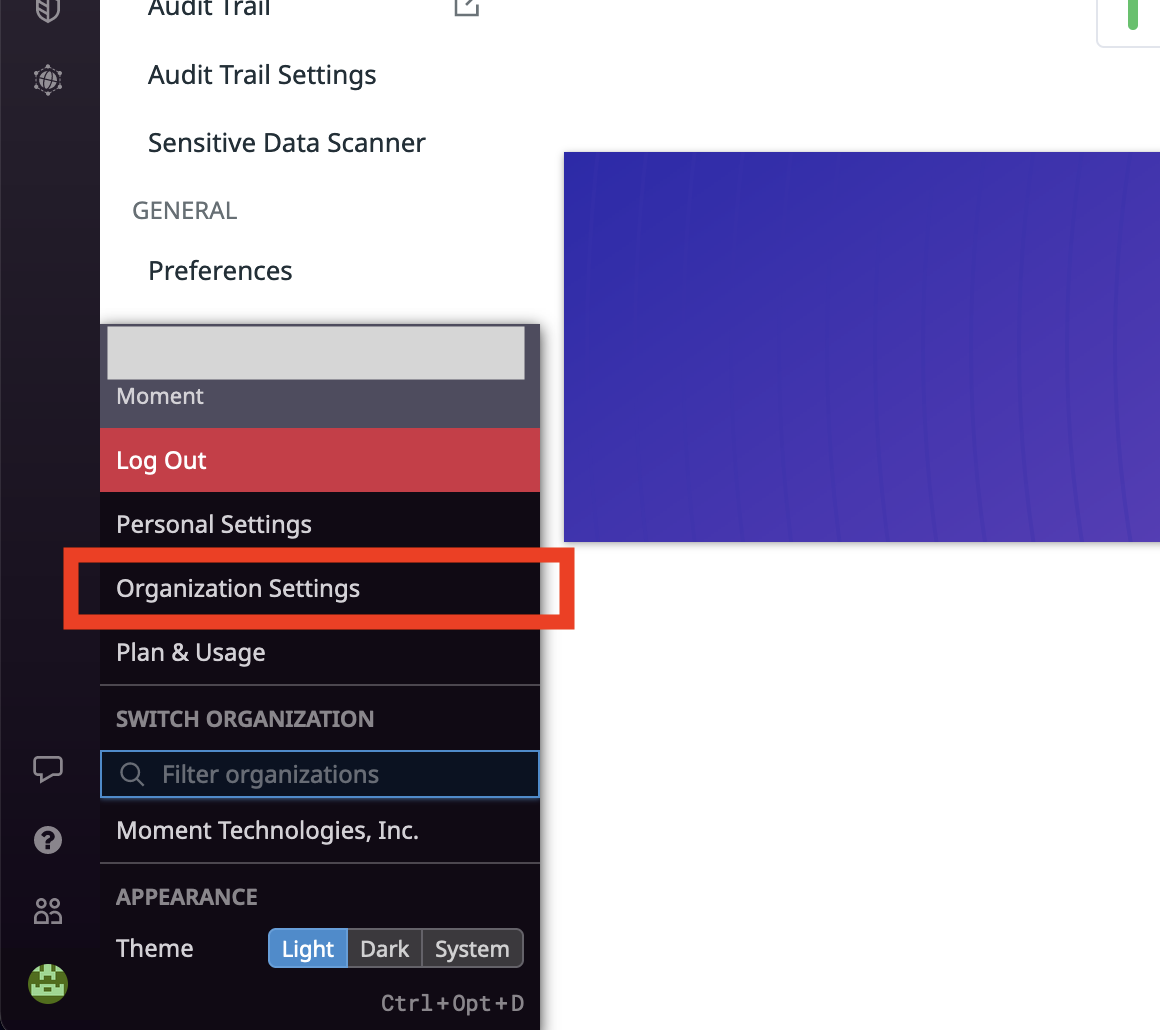 Audit Trail
Audit Trail Settings
Sensitive Data Scanner
GENERAL
Preferences
Moment
Log Out
Personal Settings
Organization Settings
Plan & Usage
SWITCH ORGANIZATION
Filter organizations
Moment Technologies, Inc.
APPEARANCE
Theme Light Dark System
Ctrl+Opt+D